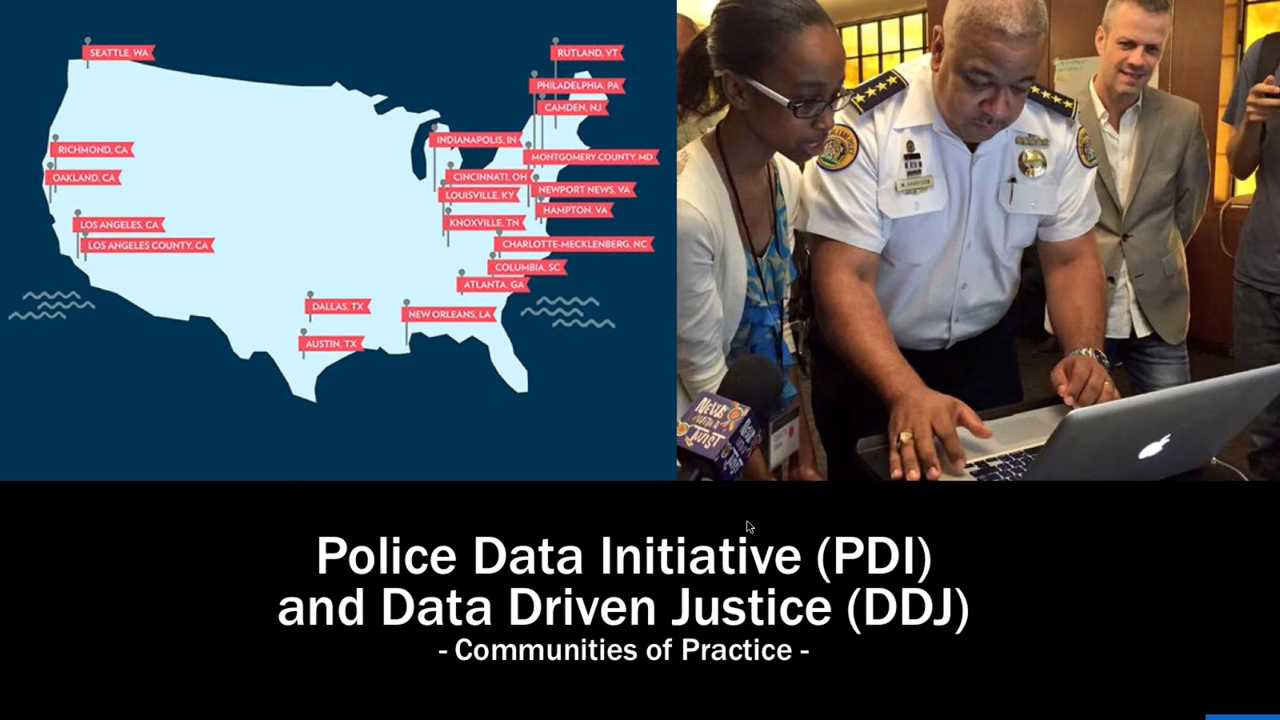 SEATTLE, WA
RUTLAND, VT
PHILADELPHIA, PA
CAMDEN, NJ
INDIANAPOLIS, IN
RICHMOND, CA
MONTGOMERY COUNTY, MD
OAKLAND, CA
CINCINNATI, OH
NEWPORT NEWS, VA
LOUISVILLE, KY
HAMPTON, VA
LOS ANGELES, CA
KNOXVILLE, TN
LOS ANGELES COUNTY, CA
CHARLOTTE-MECKLENBERG, NC
COLUMBIA, SC
ATLANTA, GA
DALLAS, TX
NEW ORLEANS, LA
AUSTIN, TX
NEWS
WITH A
TWIST
Police Data Initiative (PDI)
and Data Driven Justice (DDJ)
- Communities of Practice -